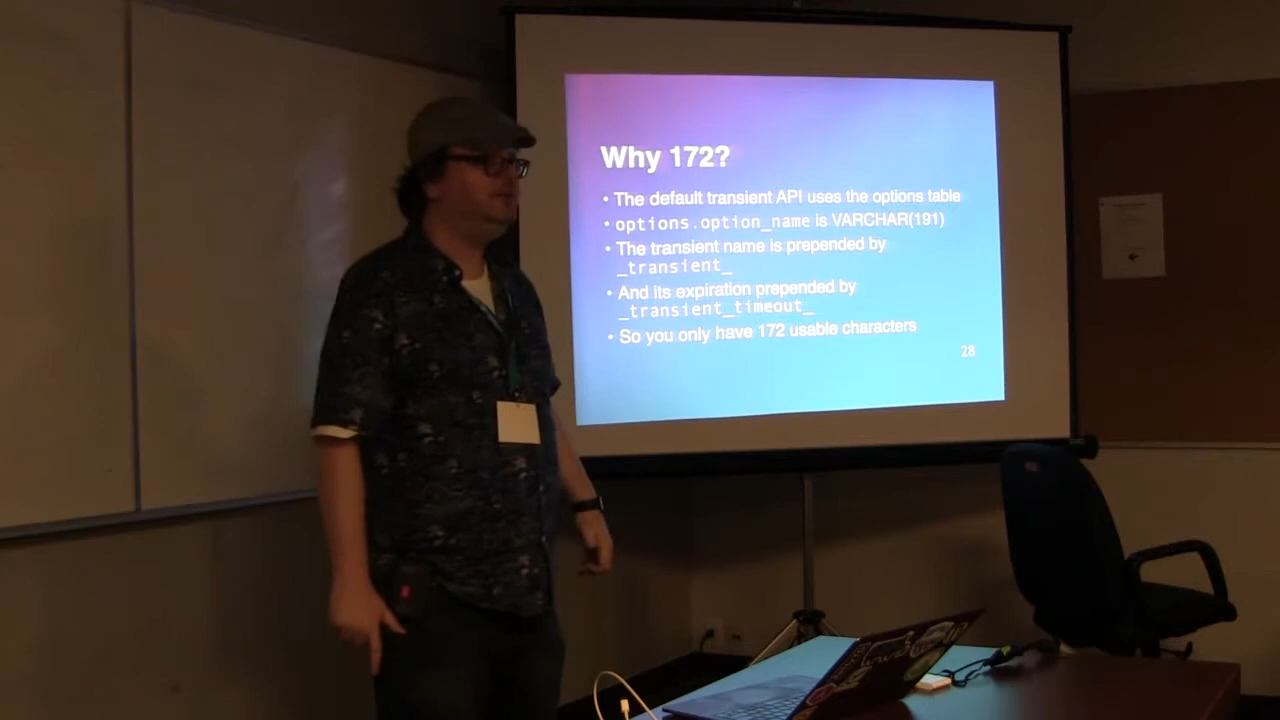 Why 172?
• The default transient API uses the options table
• options.option_name is VARCHAR(191)
• The transient name is prepended by
_transient_
• And its expiration prepended by
_transient_timeout_
• So you only have 172 usable characters
28